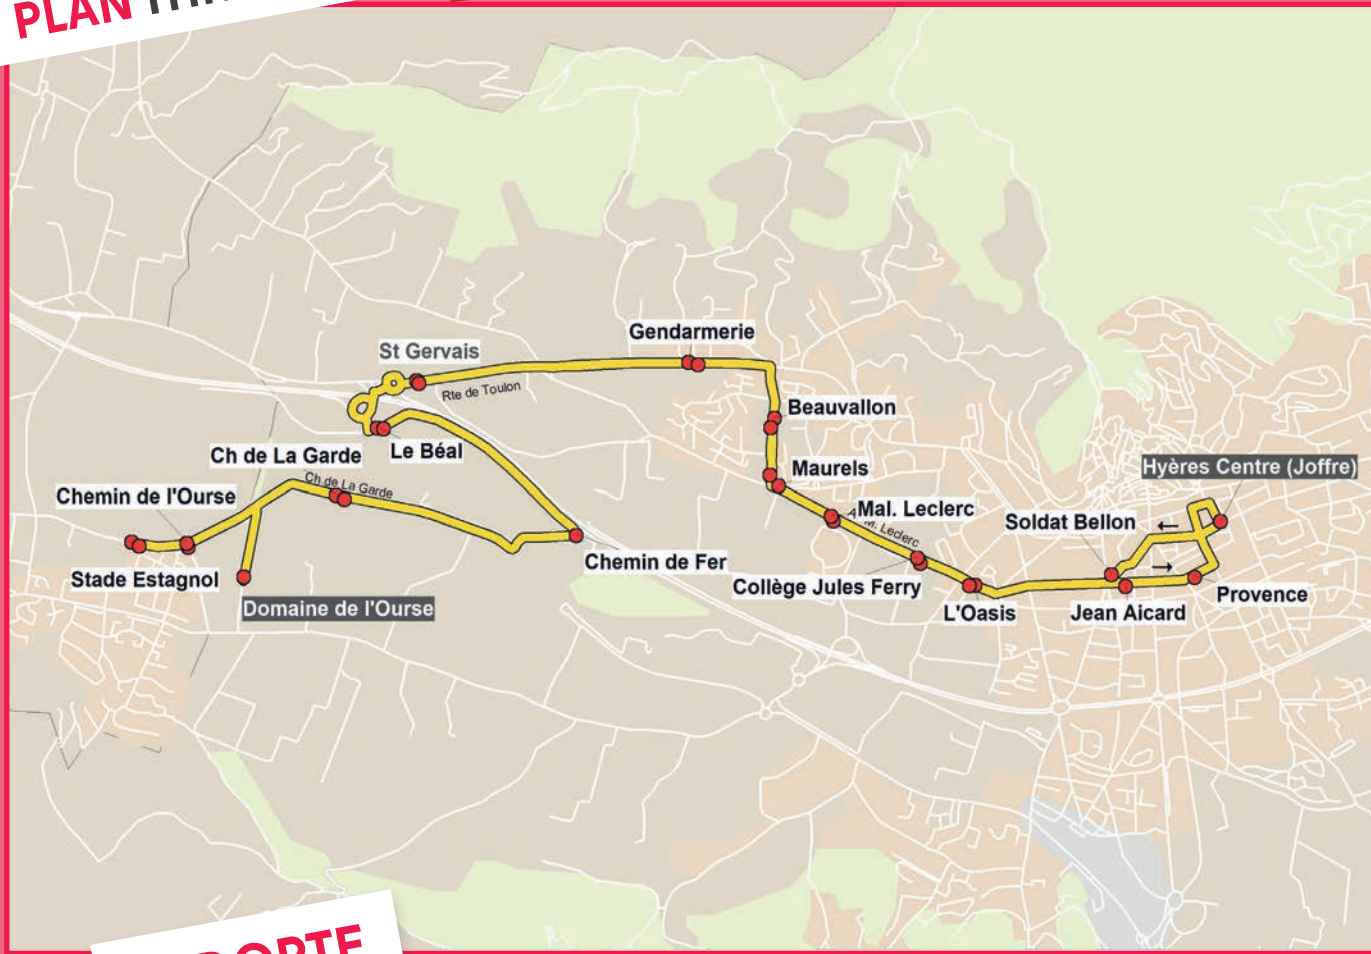 PLAN
Gendarmerie
St Gervais
Rte de Toulon
Beauvallon
Le Béal
Ch de La Garde
Ch de La Garde
Maurels
Hyères Centre (Joffre)
Chemin de l'Ourse
Mal. Leclerc
M. Leclerc
Soldat Bellon
←
→
Chemin de Fer
Stade Estagnol
Collège Jules Ferry
Provence
Domaine de l'Ourse
L'Oasis
Jean Aicard